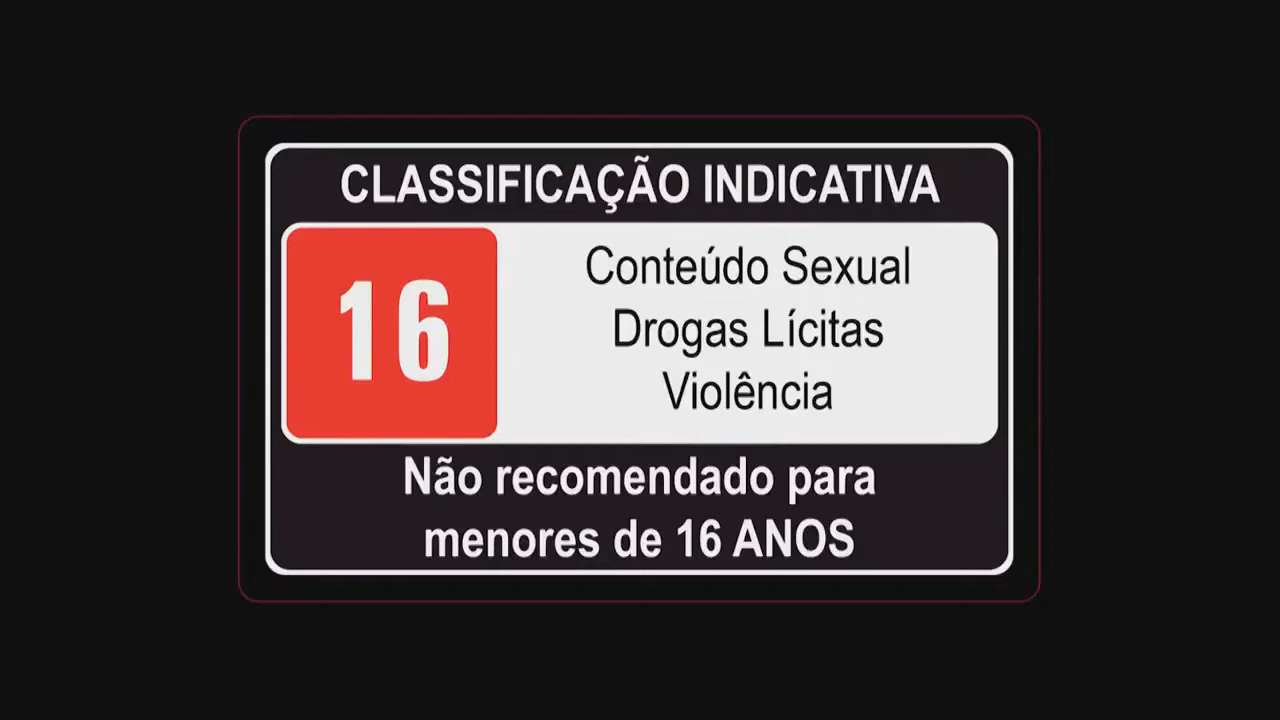 CLASSIFICAÇÃO INDICATIVA
16
Conteúdo Sexual
Drogas Lícitas
Violência
Não recomendado para
menores de 16 ANOS